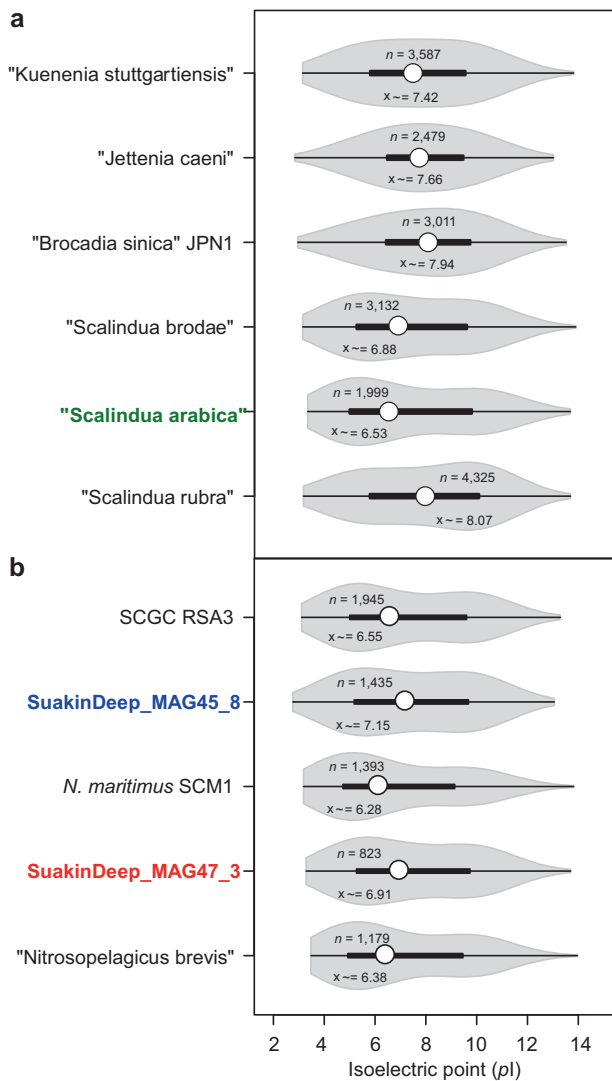 a
"Kuenenia stuttgartiensis"
n = 3,587
x ~= 7.42
"Jettenia caeni"
n = 2,479
x ~= 7.66
"Brocadia sinica" JPN1
n = 3,011
x ~= 7.94
"Scalindua brodae"
n = 3,132
x ~= 6.88
"Scalindua arabica"
n = 1,999
x ~= 6.53
"Scalindua rubra"
n = 4,325
x ~= 8.07
b
SCGC RSA3
n = 1,945
x ~= 6.55
SuakinDeep_MAG45_8
n = 1,435
x ~= 7.15
N. maritimus SCM1
n = 1,393
x ~= 6.28
SuakinDeep_MAG47_3
n = 823
x ~= 6.91
"Nitrosopelagicus brevis"
n = 1,179
x ~= 6.38
2 4 6 8 10 12 14
Isoelectric point (pI)